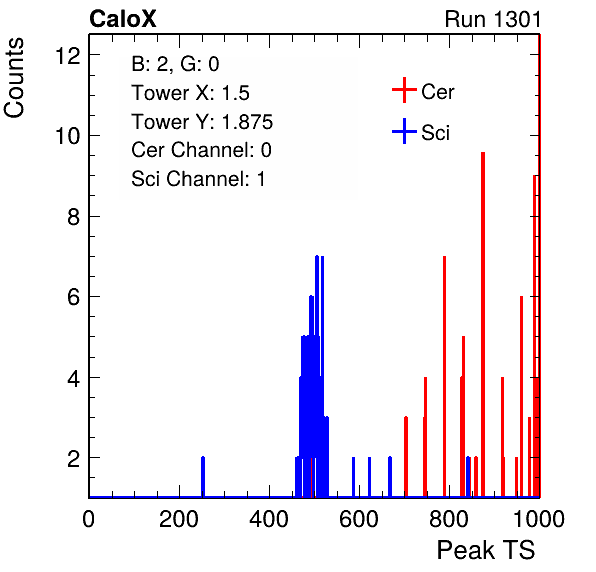 CaloX Run 1301
Counts
B: 2, G: 0
Tower X: 1.5
Tower Y: 1.875
Cer Channel: 0
Sci Channel: 1
Cer
Sci
12
10
8
6
4
2
0 200 400 600 800 1000
Peak TS